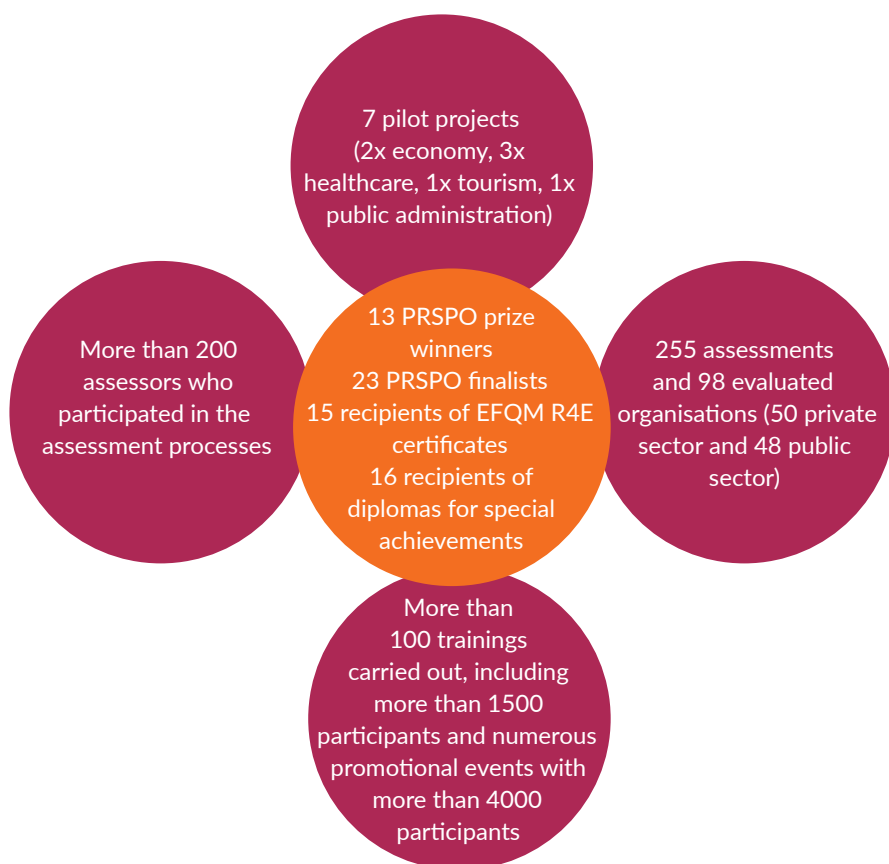 7 pilot projects
(2x economy, 3x
healthcare, 1x tourism, 1x
public administration)
More than 200
assessors who
participated in the
assessment processes
13 PRSPO prize
winners
23 PRSPO finalists
15 recipients of EFQM R4E
certificates
16 recipients of
diplomas for special
achievements
255 assessments
and 98 evaluated
organisations (50 private
sector and 48 public
sector)
More than
100 trainings
carried out, including
more than 1500
participants and numerous
promotional events with
more than 4000
participants